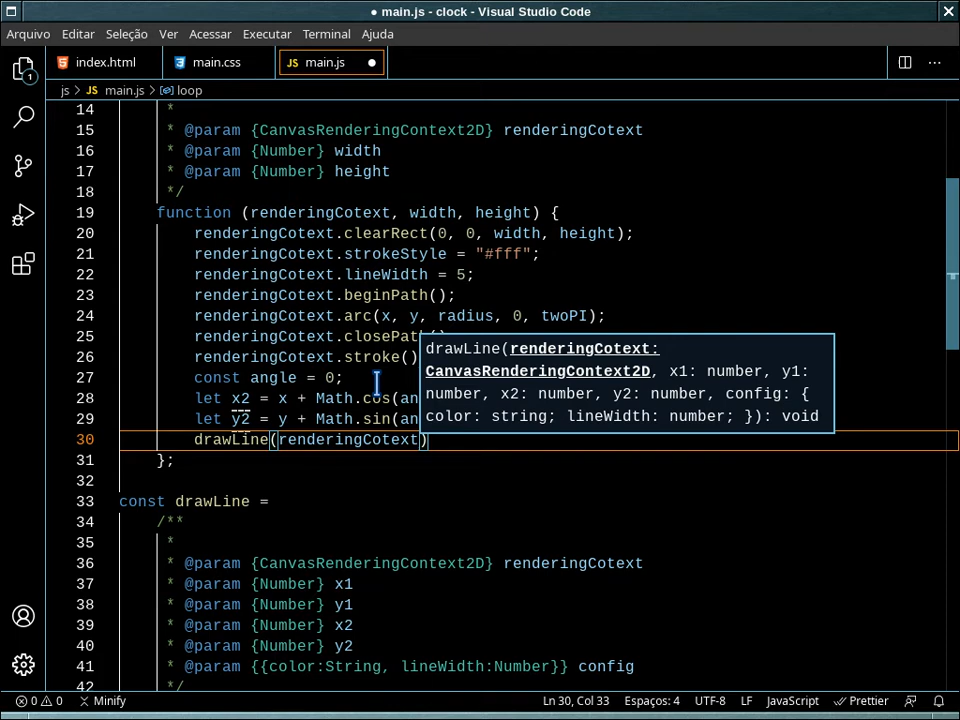 ● main.js - clock - Visual Studio Code
Arquivo Editar Seleção Ver Acessar Executar Terminal Ajuda
index.html main.css JS main.js ●
js > JS main.js > loop
14 *
15 * @param {CanvasRenderingContext2D} renderingCotext
16 * @param {Number} width
17 * @param {Number} height
18 */
19 function (renderingCotext, width, height) {
20 renderingCotext.clearRect(0, 0, width, height);
21 renderingCotext.strokeStyle = "#fff";
22 renderingCotext.lineWidth = 5;
23 renderingCotext.beginPath();
24 renderingCotext.arc(x, y, radius, 0, twoPI);
25 renderingCotext.closePath();
26 renderingCotext.stroke()
27 const angle = 0;
28 let x2 = x + Math.cos(an
29 let y2 = y + Math.sin(an
30 drawLine(renderingCotext)
drawLine(renderingCotext:
CanvasRenderingContext2D, x1: number, y1:
number, x2: number, y2: number, config: {
color: string; lineWidth: number; }): void
31 };
32
33 const drawLine =
34 /**
35 *
36 * @param {CanvasRenderingContext2D} renderingCotext
37 * @param {Number} x1
38 * @param {Number} y1
39 * @param {Number} x2
40 * @param {Number} y2
41 * @param {{color:String, lineWidth:Number}} config
42 */
0 0 Minify Ln 30, Col 33 Espaços: 4 UTF-8 LF JavaScript Prettier